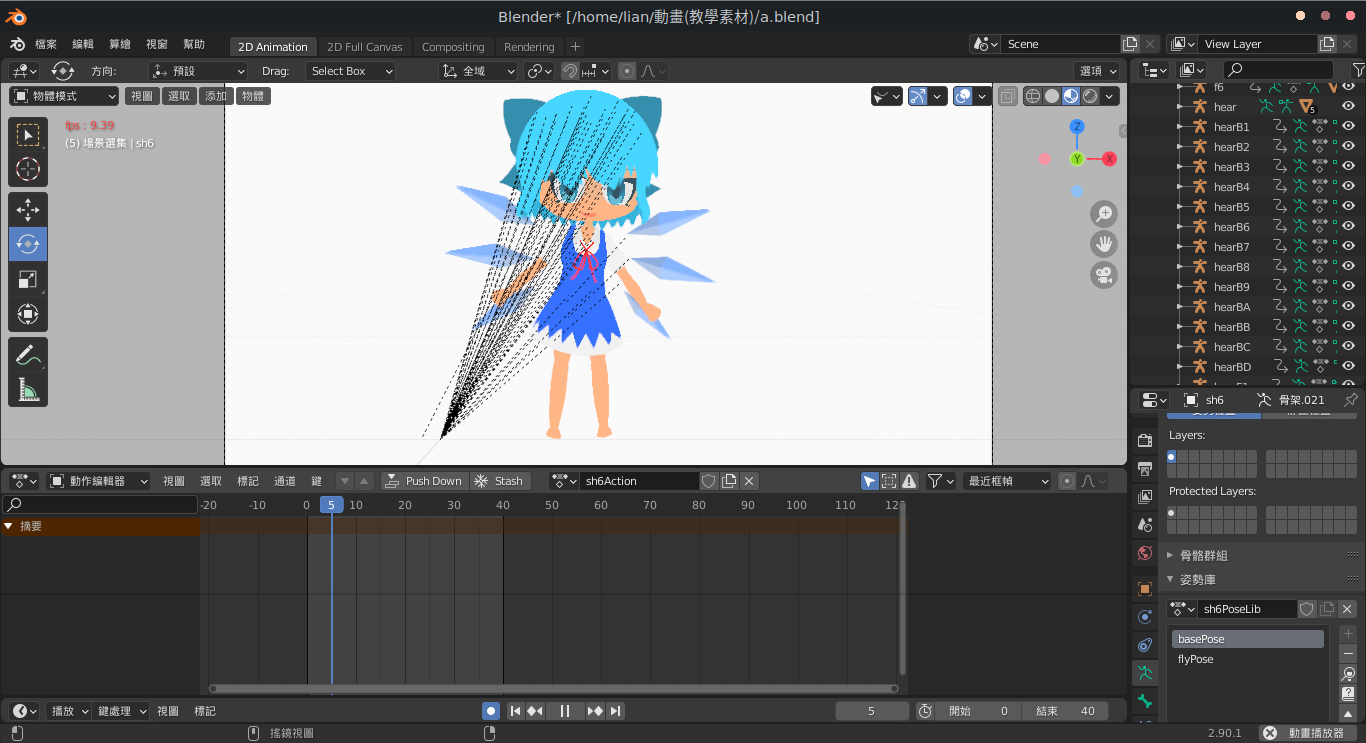 Blender* [/home/lian/動畫(教學素材)/a.blend]
檔案 編輯 算繪 視窗 幫助 2D Animation 2D Full Canvas Compositing Rendering + Scene View Layer
方向: 預設 Drag: Select Box 全域 選項
物體模式 視圖 選取 添加 物體
fps : 9.39
(5) 場景選集 | sh6
Z
Y
X
f6
hear 5
hearB1
hearB2
hearB3
hearB4
hearB5
hearB6
hearB7
hearB8
hearB9
hearBA
hearBB
hearBC
hearBD
sh6 骨架.021
Layers:
Protected Layers:
骨骼群組
姿勢庫
sh6PoseLib
basePose
flyPose
動作編輯器 視圖 選取 標記 通道 鍵 Push Down Stash sh6Action 最近框幀
-20 -10 0 5 10 20 30 40 50 60 70 80 90 100 110 120
摘要
播放 鍵處理 視圖 標記 5 開始 0 結束 40
搖鏡視圖 2.90.1 動畫播放器